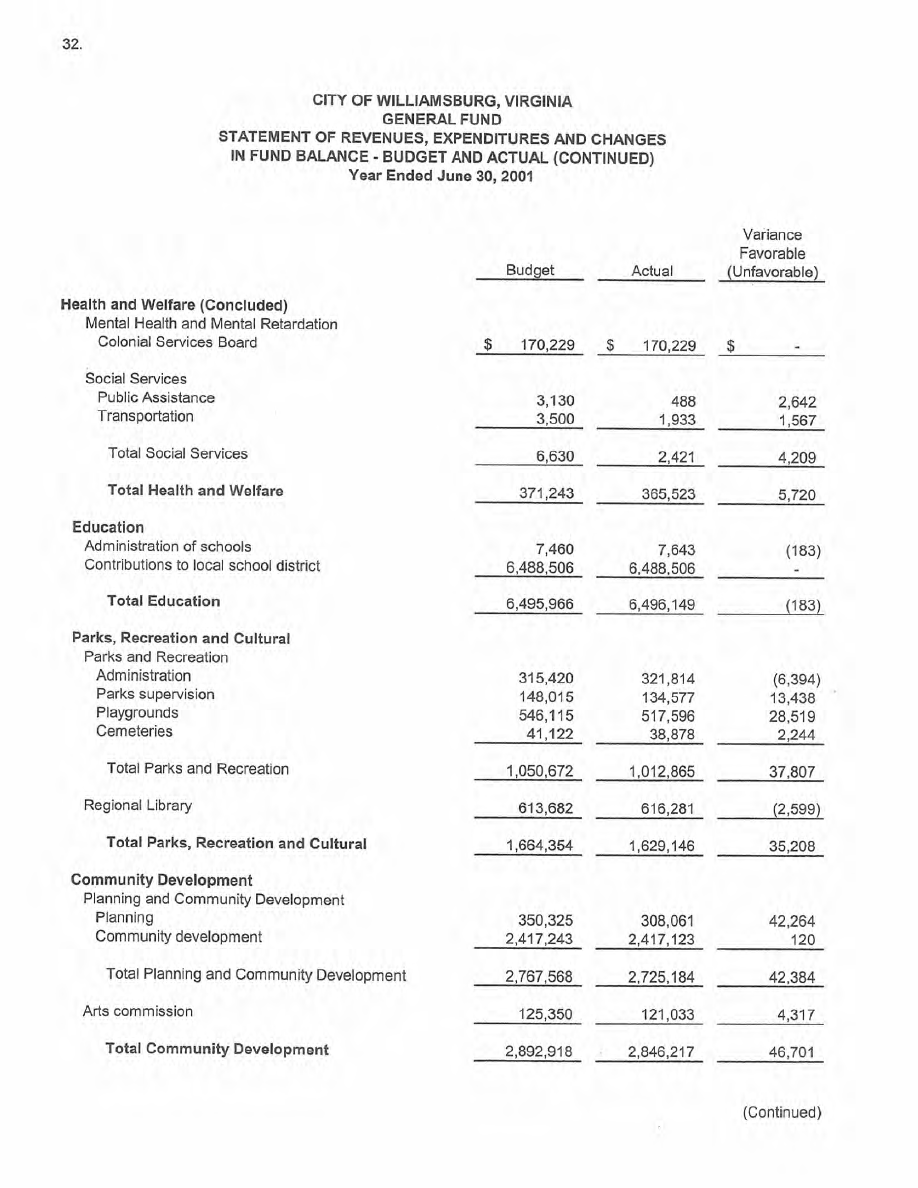 32.
CITY OF WILLIAMSBURG, VIRGINIA
GENERAL FUND
STATEMENT OF REVENUES, EXPENDITURES AND CHANGES
IN FUND BALANCE - BUDGET AND ACTUAL (CONTINUED)
Year Ended June 30, 2001
Variance
Favorable
Budget Actual (Unfavorable)
Health and Welfare (Concluded)
Mental Health and Mental Retardation
Colonial Services Board $ 170,229 $ 170,229 $ -
Social Services
Public Assistance 3,130 488 2,642
Transportation 3,500 1,933 1,567
Total Social Services 6,630 2,421 4,209
Total Health and Welfare 371,243 365,523 5,720
Education
Administration of schools 7,460 7,643 (183)
Contributions to local school district 6,488,506 6,488,506 -
Total Education 6,495,966 6,496,149 (183)
Parks, Recreation and Cultural
Parks and Recreation
Administration 315,420 321,814 (6,394)
Parks supervision 148,015 134,577 13,438
Playgrounds 546,115 517,596 28,519
Cemeteries 41,122 38,878 2,244
Total Parks and Recreation 1,050,672 1,012,865 37,807
Regional Library 613,682 616,281 (2,599)
Total Parks, Recreation and Cultural 1,664,354 1,629,146 35,208
Community Development
Planning and Community Development
Planning 350,325 308,061 42,264
Community development 2,417,243 2,417,123 120
Total Planning and Community Development 2,767,568 2,725,184 42,384
Arts commission 125,350 121,033 4,317
Total Community Development 2,892,918 2,846,217 46,701
(Continued)